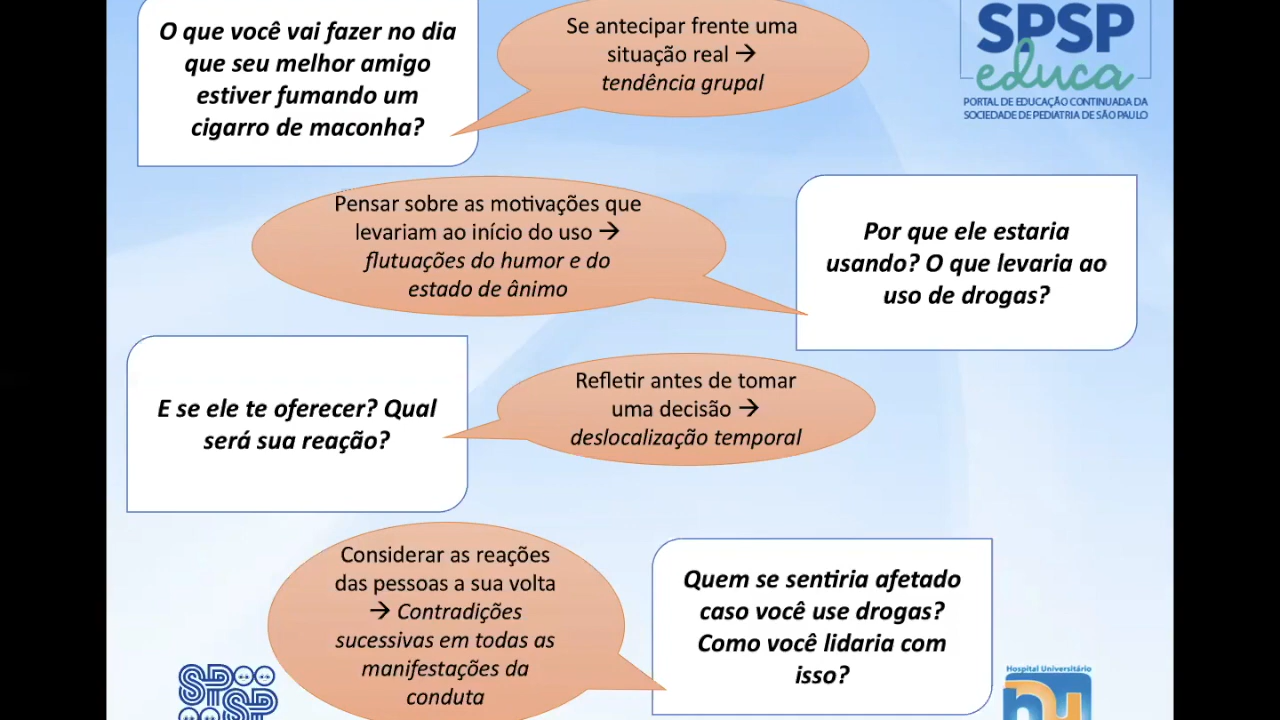 O que você vai fazer no dia
que seu melhor amigo
estiver fumando um
cigarro de maconha?
Se antecipar frente uma
situação real →
tendência grupal
SPSP
educa
PORTAL DE EDUCAÇÃO CONTINUADA DA
SOCIEDADE DE PEDIATRIA DE SÃO PAULO
Pensar sobre as motivações que
levariam ao início do uso →
flutuações do humor e do
estado de ânimo
Por que ele estaria
usando? O que levaria ao
uso de drogas?
E se ele te oferecer? Qual
será sua reação?
Refletir antes de tomar
uma decisão →
deslocalização temporal
Considerar as reações
das pessoas a sua volta
→ Contradições
sucessivas em todas as
manifestações da
conduta
Quem se sentiria afetado
caso você use drogas?
Como você lidaria com
isso?
SPSP
Hospital Universitário
hu